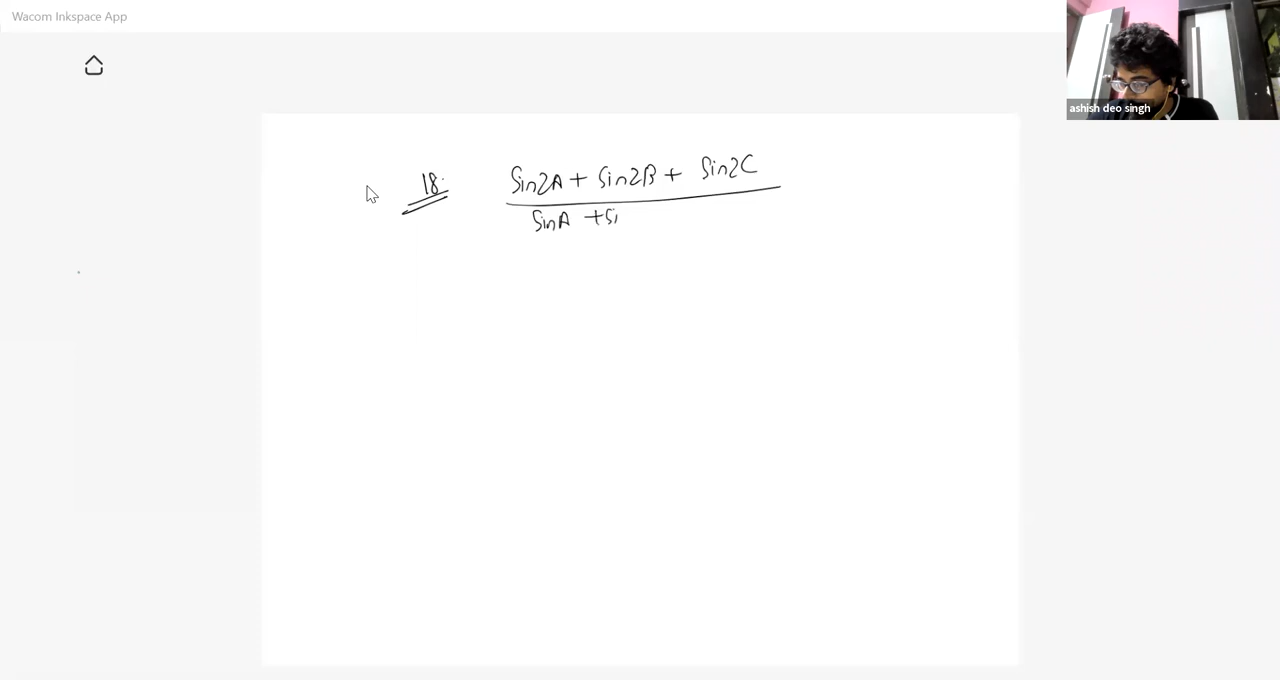 Wacom Inkspace App
ashish deo singh
18.
Sin2A + Sin2B + Sin2C
SinA + Si